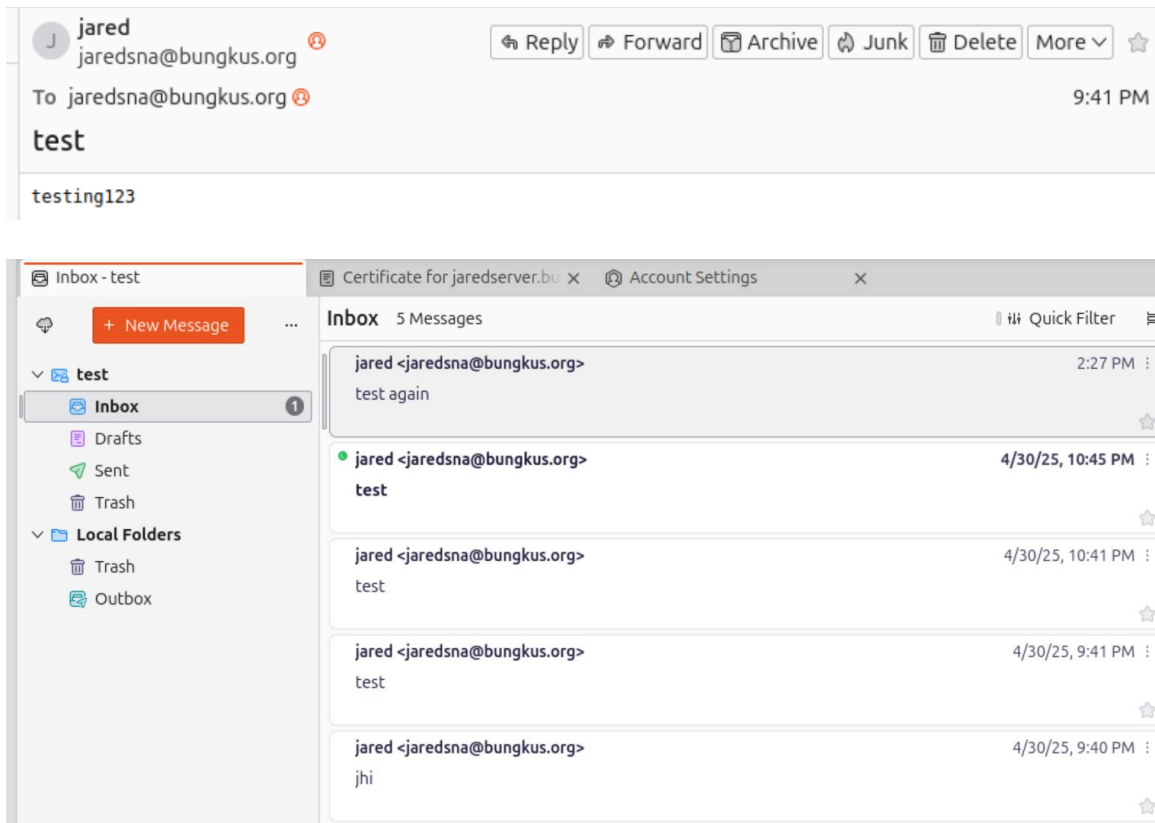 J
jared
jaredsna@bungkus.org
Reply Forward Archive Junk Delete More
To jaredsna@bungkus.org
9:41 PM
test
testing123
Inbox - test
Certificate for jaredserver.bu
Account Settings
+ New Message
...
Inbox 5 Messages
Quick Filter
test
Inbox 1
Drafts
Sent
Trash
Local Folders
Trash
Outbox
jared <jaredsna@bungkus.org> 2:27 PM
test again
jared <jaredsna@bungkus.org> 4/30/25, 10:45 PM
test
jared <jaredsna@bungkus.org> 4/30/25, 10:41 PM
test
jared <jaredsna@bungkus.org> 4/30/25, 9:41 PM
test
jared <jaredsna@bungkus.org> 4/30/25, 9:40 PM
jhi